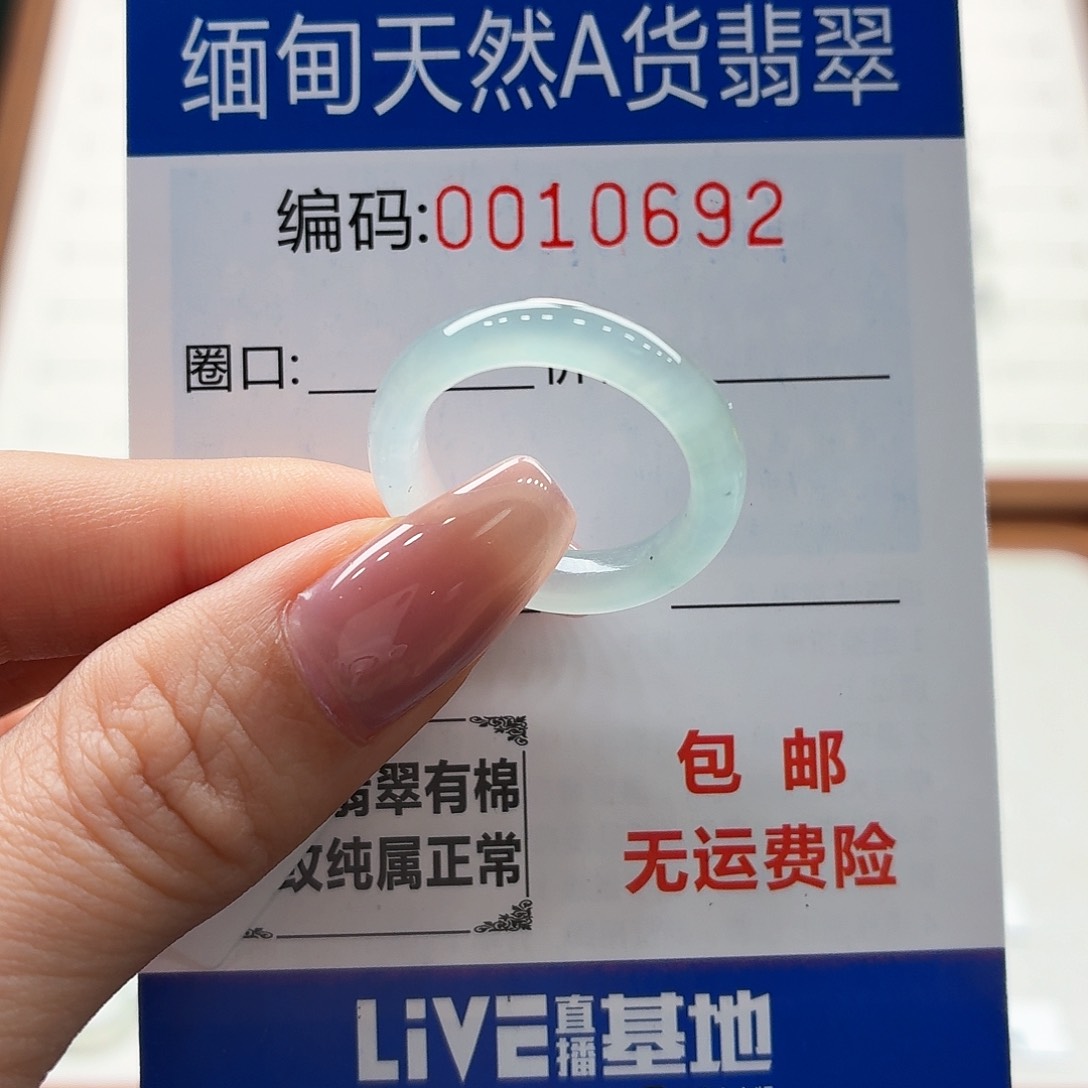 缅甸天然A货翡翠
编码:0010692
圈口:
翡翠有棉
纹纯属正常
包邮
无运费险
LiVE直播基地